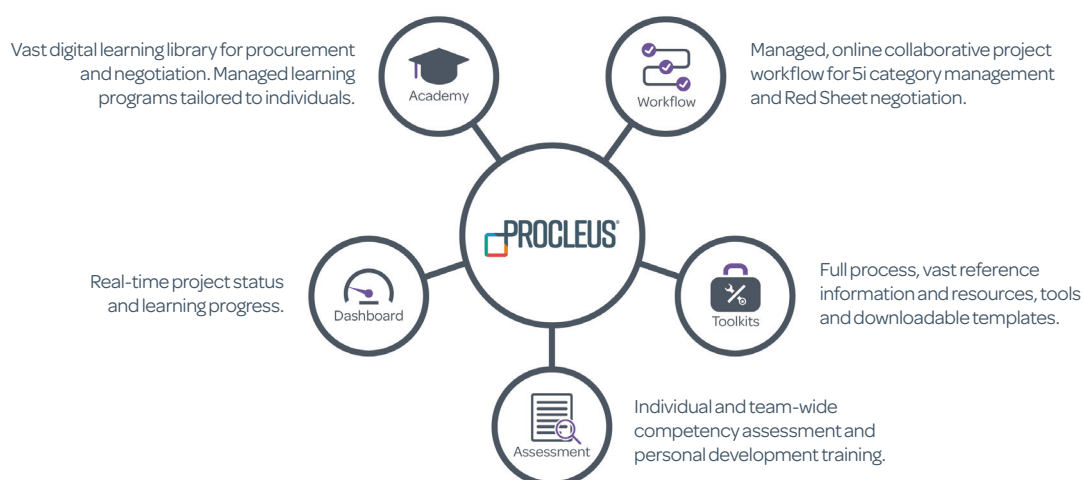 Vast digital learning library for procurement
and negotiation. Managed learning
programs tailored to individuals.
Academy
Workflow
Managed, online collaborative project
workflow for 5i category management
and Red Sheet negotiation.
PROCLEUS®
Real-time project status
and learning progress.
Dashboard
Toolkits
Full process, vast reference
information and resources, tools
and downloadable templates.
Assessment
Individual and team-wide
competency assessment and
personal development training.